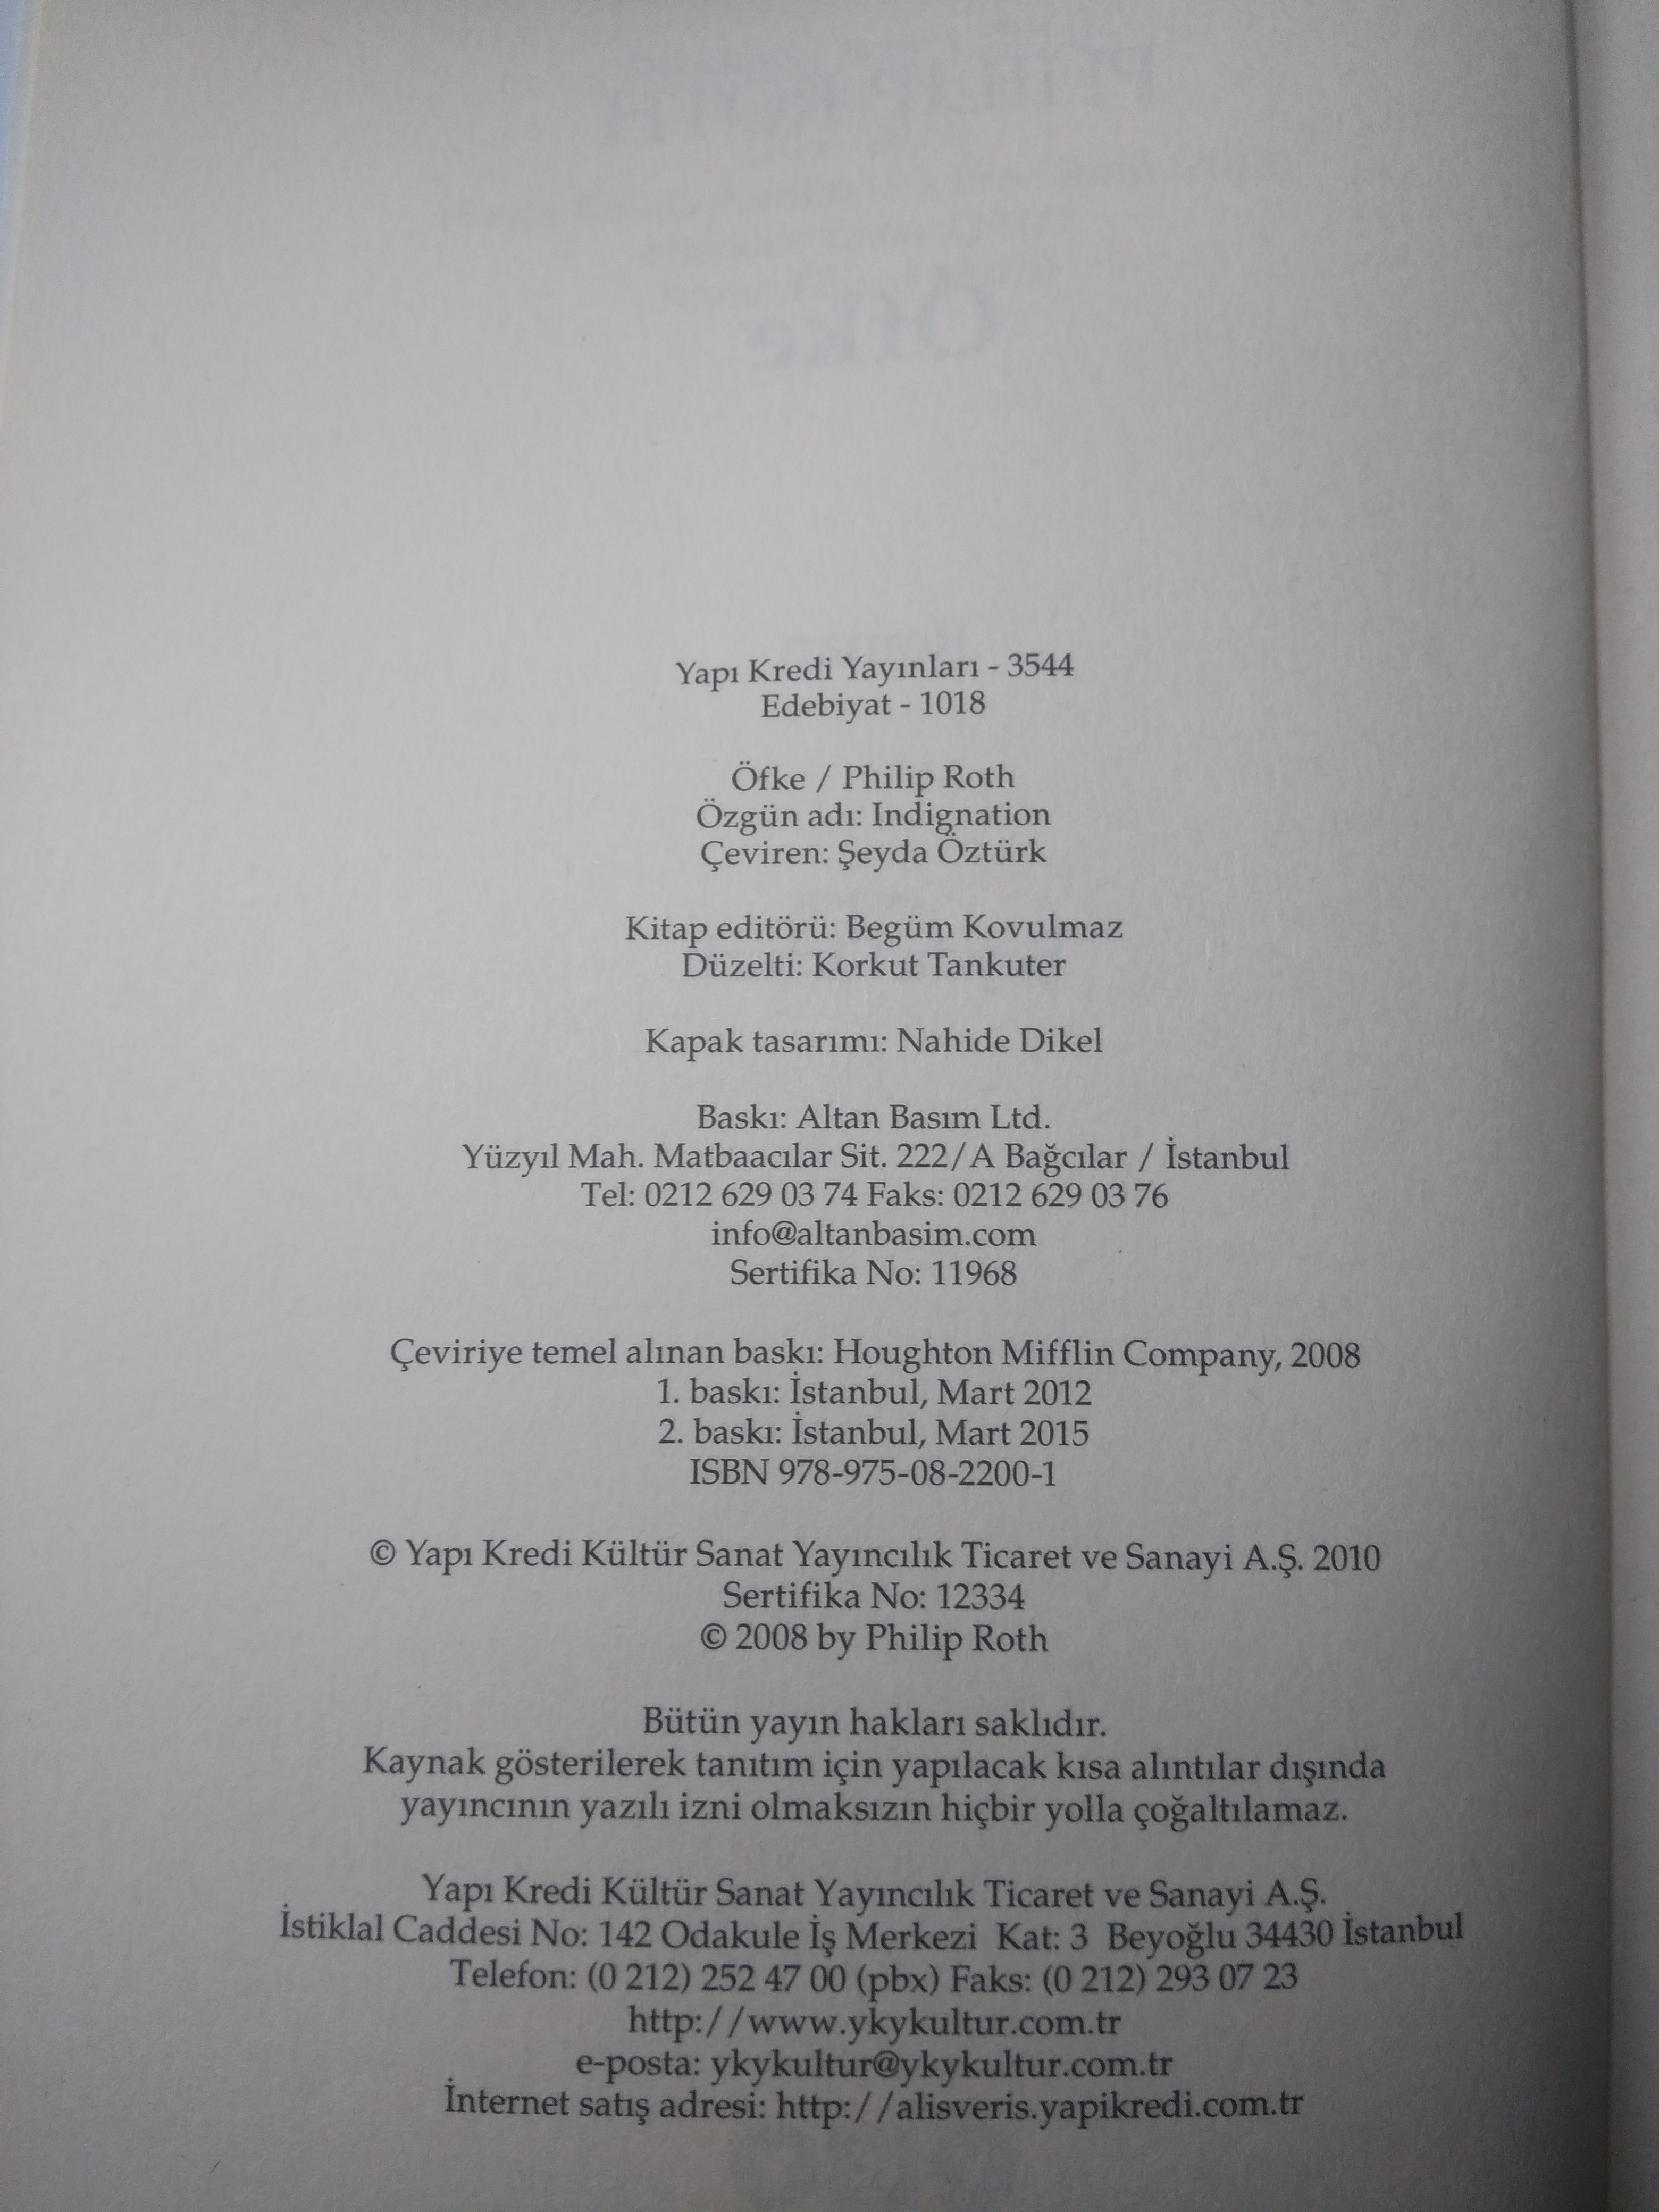 Yapı Kredi Yayınları - 3544
Edebiyat - 1018
Öfke / Philip Roth
Özgün adı: Indignation
Çeviren: Şeyda Öztürk
Kitap editörü: Begüm Kovulmaz
Düzelti: Korkut Tankuter
Kapak tasarımı: Nahide Dikel
Baskı: Altan Basım Ltd.
Yüzyıl Mah. Matbaacılar Sit. 222/A Bağcılar / İstanbul
Tel: 0212 629 03 74 Faks: 0212 629 03 76
info@altanbasim.com
Sertifika No: 11968
Çeviriye temel alınan baskı: Houghton Mifflin Company, 2008
1. baskı: İstanbul, Mart 2012
2. baskı: İstanbul, Mart 2015
ISBN 978-975-08-2200-1
© Yapı Kredi Kültür Sanat Yayıncılık Ticaret ve Sanayi A.Ş. 2010
Sertifika No: 12334
© 2008 by Philip Roth
Bütün yayın hakları saklıdır.
Kaynak gösterilerek tanıtım için yapılacak kısa alıntılar dışında
yayıncının yazılı izni olmaksızın hiçbir yolla çoğaltılamaz.
Yapı Kredi Kültür Sanat Yayıncılık Ticaret ve Sanayi A.Ş.
İstiklal Caddesi No: 142 Odakule İş Merkezi Kat: 3 Beyoğlu 34430 İstanbul
Telefon: (0 212) 252 47 00 (pbx) Faks: (0 212) 293 07 23
http://www.ykykultur.com.tr
e-posta: ykykultur@ykykultur.com.tr
İnternet satış adresi: http://alisveris.yapikredi.com.tr